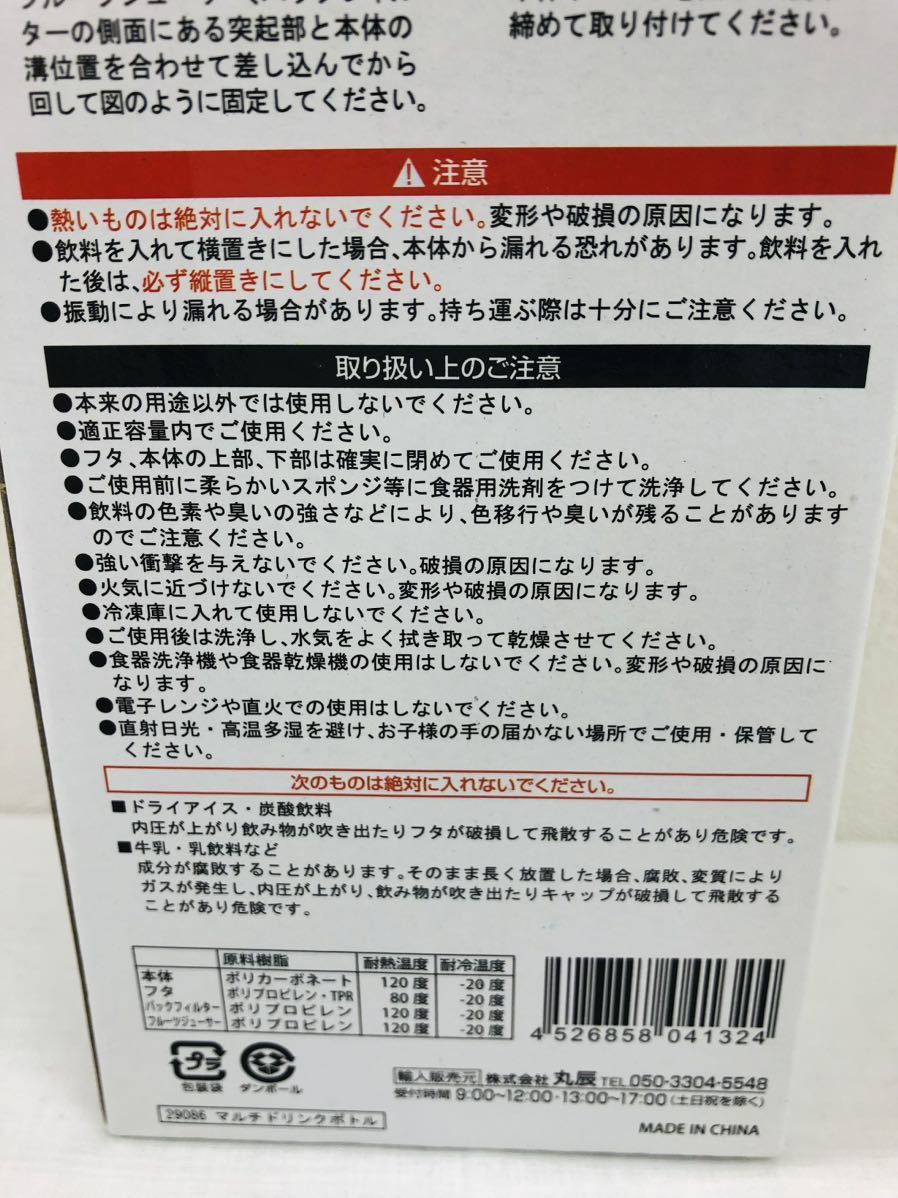 ターの側面にある突起部と本体の
溝位置を合わせて差し込んでから
回して図のように固定してください。
締めて取り付けてください。
注意
●熱いものは絶対に入れないでください。変形や破損の原因になります。
●飲料を入れて横置きにした場合、本体から漏れる恐れがあります。飲料を入れ
た後は、必ず縦置きにしてください。
●振動により漏れる場合があります。持ち運ぶ際は十分にご注意ください。
取り扱い上のご注意
●本来の用途以外では使用しないでください。
●適正容量内でご使用ください。
●フタ、本体の上部、下部は確実に閉めてご使用ください。
●ご使用前に柔らかいスポンジ等に食器用洗剤をつけて洗浄してください。
●飲料の色素や臭いの強さなどにより、色移行や臭いが残ることがあります
のでご注意ください。
●強い衝撃を与えないでください。破損の原因になります。
●火気に近づけないでください。変形や破損の原因になります。
●冷凍庫に入れて使用しないでください。
●ご使用後は洗浄し、水気をよく拭き取って乾燥させてください。
●食器洗浄機や食器乾燥機の使用はしないでください。変形や破損の原因に
なります。
●電子レンジや直火での使用はしないでください。
●直射日光・高温多湿を避け、お子様の手の届かない場所でご使用・保管して
ください。
次のものは絶対に入れないでください。
■ドライアイス・炭酸飲料
内圧が上がり飲み物が吹き出たりフタが破損して飛散することがあり危険です。
■牛乳・乳飲料など
成分が腐敗することがあります。そのまま長く放置した場合、腐敗、変質により
ガスが発生し、内圧が上がり、飲み物が吹き出たりキャップが破損して飛散する
ことがあり危険です。
原料樹脂 耐熱温度 耐冷温度
本体 ポリカーボネート 120度 -20度
フタ ポリプロピレン・TPR 80度 -20度
パックフィルター ポリプロピレン 120度 -20度
フルーツジューサー ポリプロピレン 120度 -20度
4 526858 041324
プラ
包装袋
ダンボール
輸入販売元 株式会社 丸辰 TEL.050-3304-5548
受付時間 9:00~12:00・13:00~17:00（土日祝を除く）
29086 マルチドリンクボトル
MADE IN CHINA